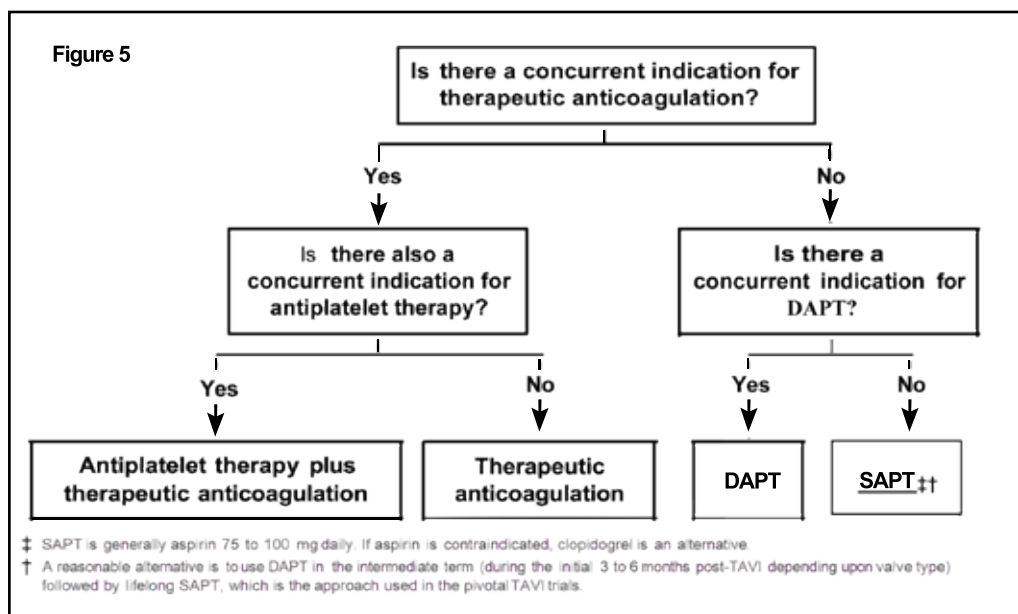 Figure 5
Is there a concurrent indication for
therapeutic anticoagulation?
Yes
No
Is there also a
concurrent indication for
antiplatelet therapy?
Is there a
concurrent indication for
DAPT?
Yes
No
Yes
No
Antiplatelet therapy plus
therapeutic anticoagulation
Therapeutic
anticoagulation
DAPT
SAPT‡†
‡ SAPT is generally aspirin 75 to 100 mg daily. If aspirin is contraindicated, clopidogrel is an alternative.
† A reasonable alternative is to use DAPT in the intermediate term (during the initial 3 to 6 months post-TAVI depending upon valve type)
followed by lifelong SAPT, which is the approach used in the pivotal TAVI trials.